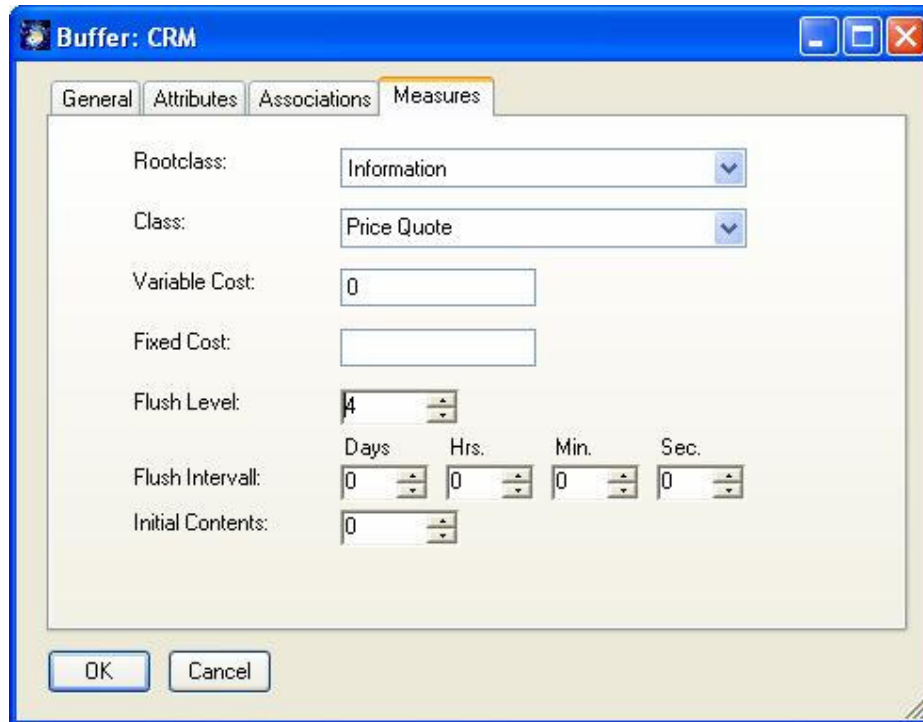 Buffer: CRM
General Attributes Associations Measures
Rootclass: Information
Class: Price Quote
Variable Cost: 0
Fixed Cost:
Flush Level: 4
Days Hrs. Min. Sec.
Flush Intervall: 0 0 0 0
Initial Contents: 0
OK Cancel